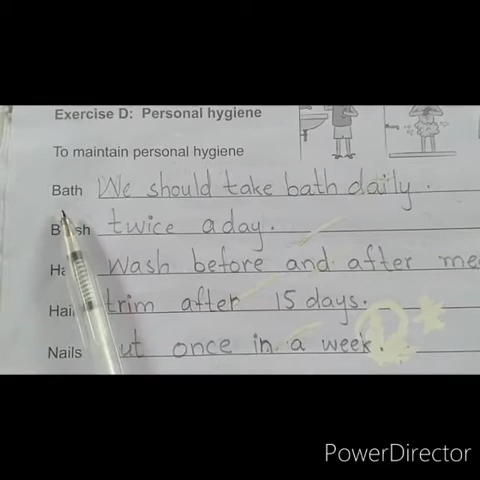 Exercise D: Personal hygiene
To maintain personal hygiene
Bath We should take bath daily.
twice a day.
wash before and after
Hair trim after 15 days.
Nails once in a week.
PowerDirector